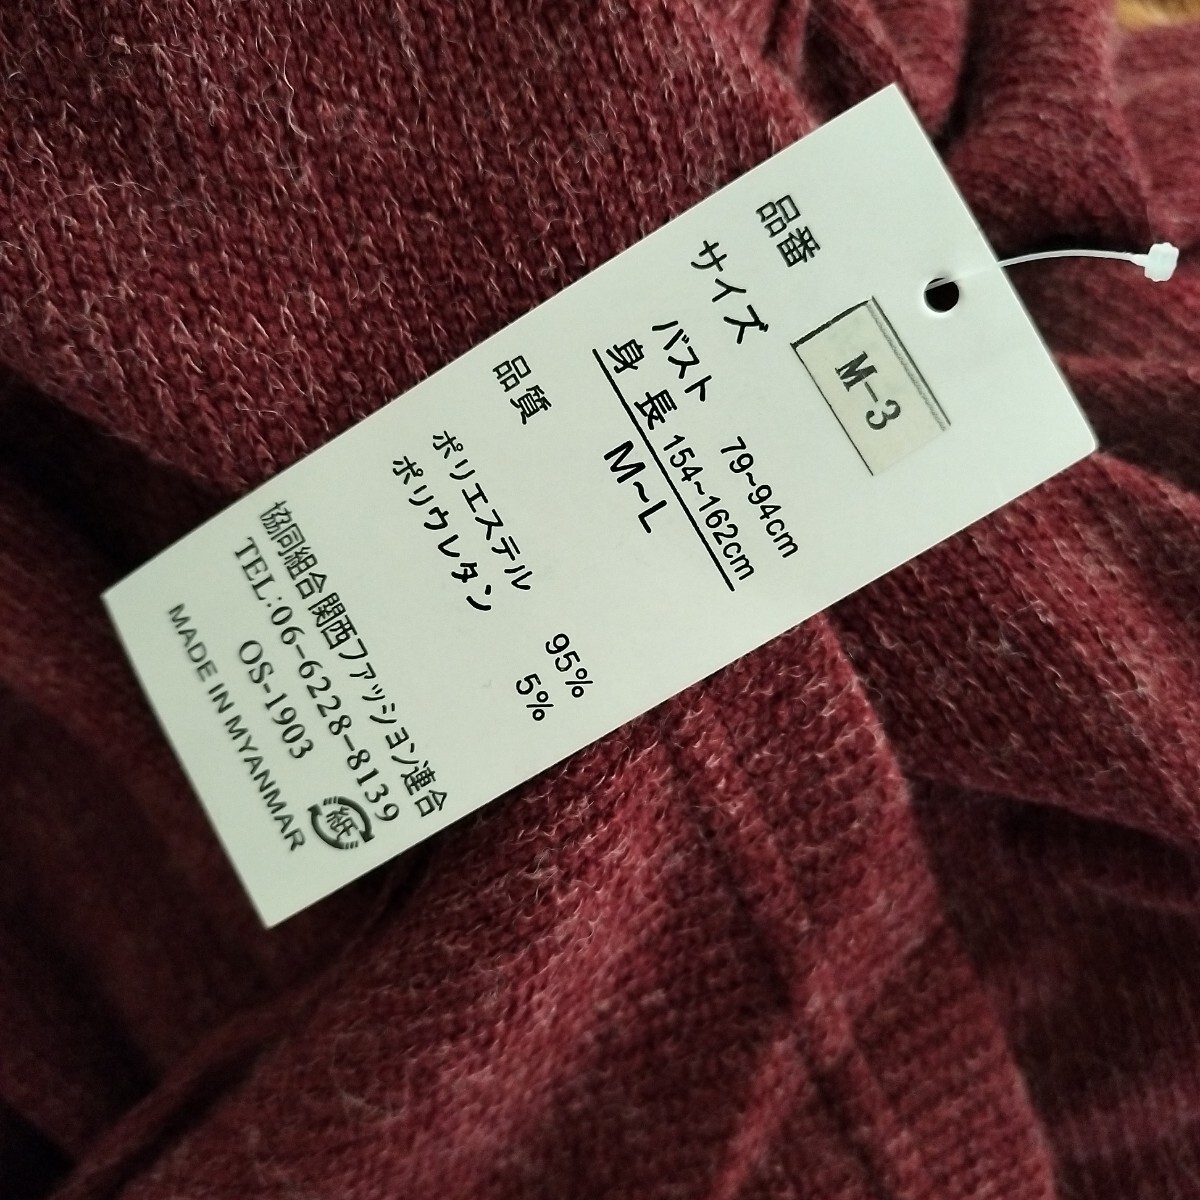 品番
M-3
サイズ
バスト 79~94cm
身長 154~162cm
M~L
品質
ポリエステル 95%
ポリウレタン 5%
協同組合関西ファッション連合
TEL:06-6228-8139
OS-1903
MADE IN MYANMAR
紙